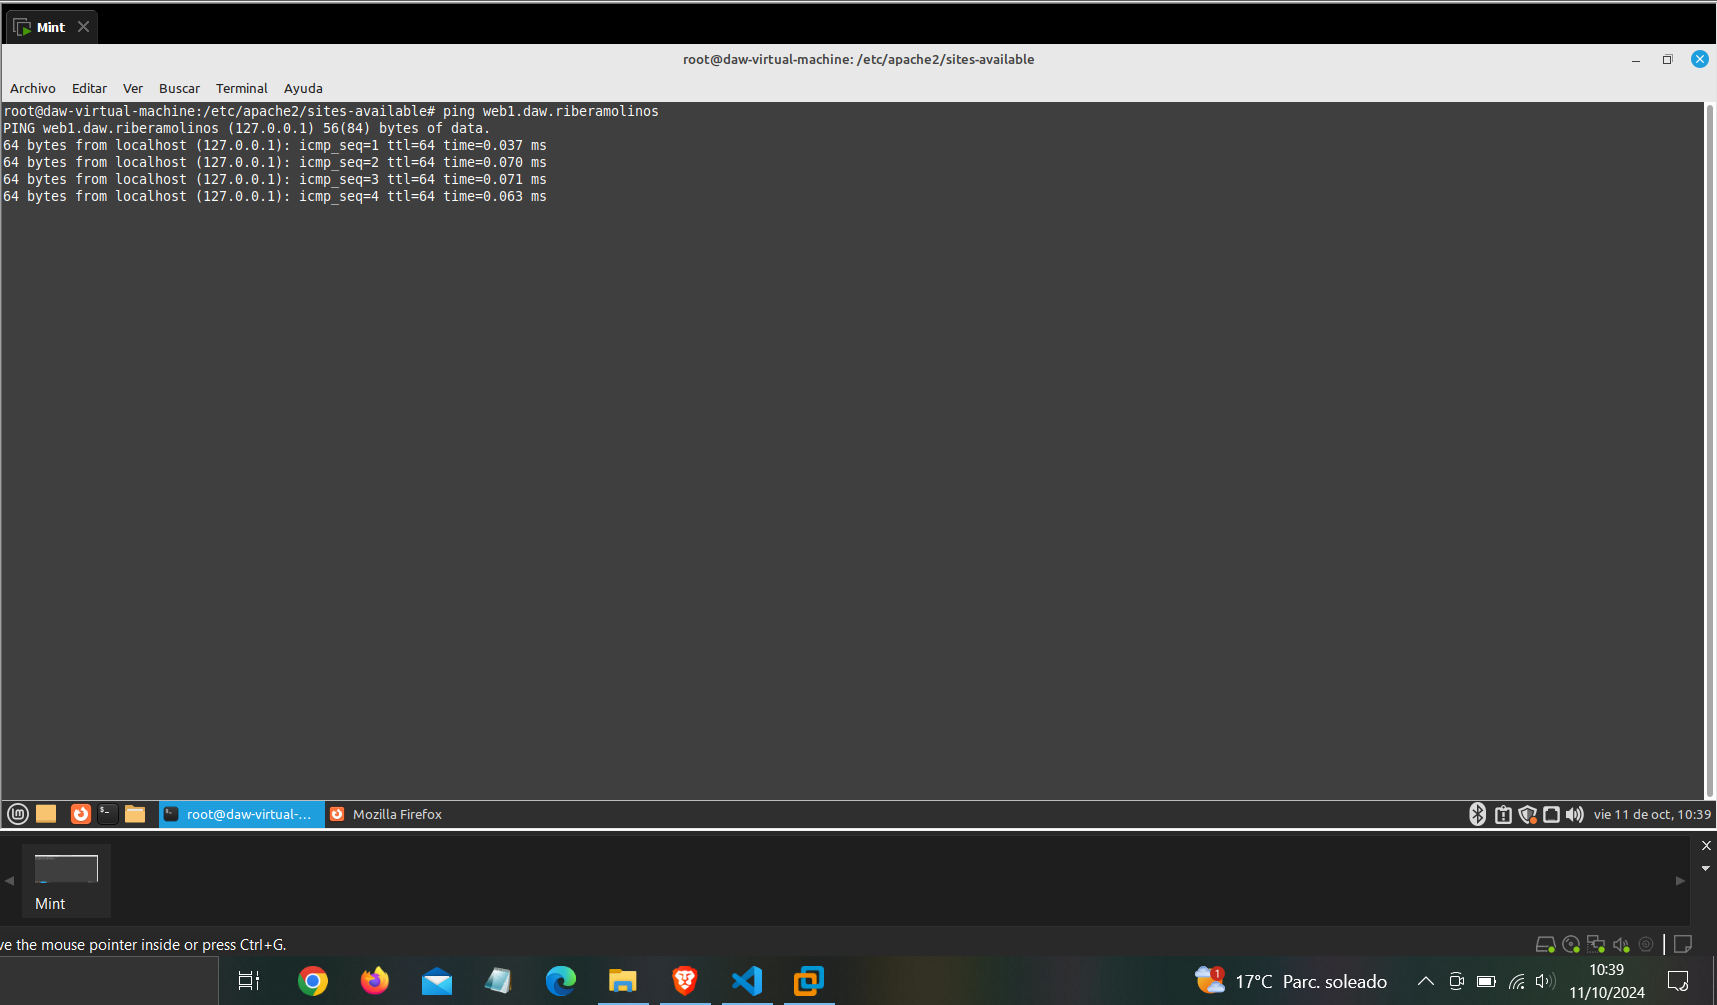 Mint
root@daw-virtual-machine: /etc/apache2/sites-available
Archivo Editar Ver Buscar Terminal Ayuda
root@daw-virtual-machine:/etc/apache2/sites-available# ping web1.daw.riberamolinos
PING web1.daw.riberamolinos (127.0.0.1) 56(84) bytes of data.
64 bytes from localhost (127.0.0.1): icmp_seq=1 ttl=64 time=0.037 ms
64 bytes from localhost (127.0.0.1): icmp_seq=2 ttl=64 time=0.070 ms
64 bytes from localhost (127.0.0.1): icmp_seq=3 ttl=64 time=0.071 ms
64 bytes from localhost (127.0.0.1): icmp_seq=4 ttl=64 time=0.063 ms
root@daw-virtual-... Mozilla Firefox vie 11 de oct, 10:39
Mint
ve the mouse pointer inside or press Ctrl+G.
1
17°C Parc. soleado
10:39
11/10/2024